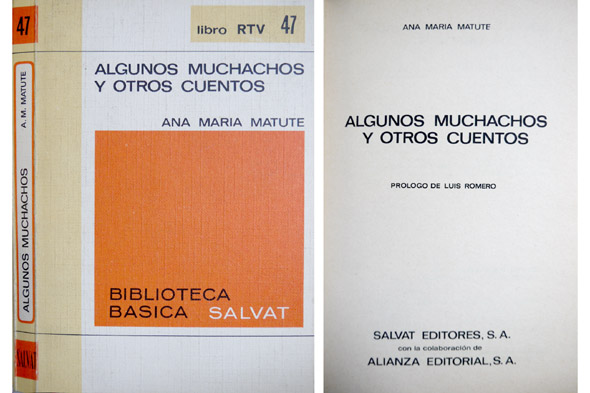 47
A. M. MATUTE
ALGUNOS MUCHACHOS
SALVAT
libro RTV 47
ALGUNOS MUCHACHOS
Y OTROS CUENTOS
ANA MARIA MATUTE
BIBLIOTECA
BASICA SALVAT
ANA MARIA MATUTE
ALGUNOS MUCHACHOS
Y OTROS CUENTOS
PROLOGO DE LUIS ROMERO
SALVAT EDITORES, S. A.
con la colaboración de
ALIANZA EDITORIAL, S. A.